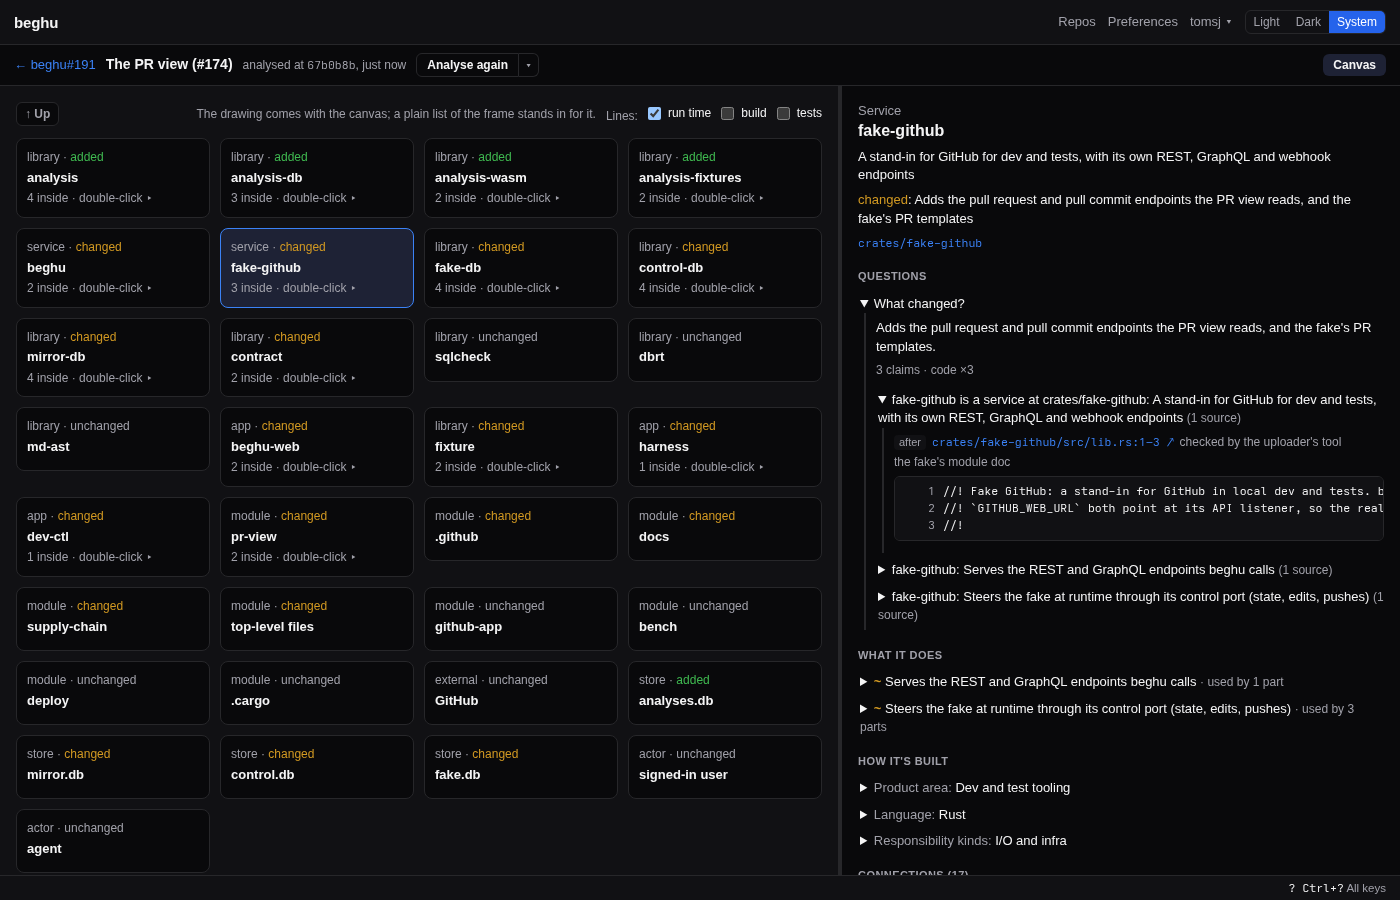 beghu
Repos Preferences tomsj ▾ Light Dark System
← beghu#191 The PR view (#174) analysed at 67b0b8b, just now Analyse again ▾ Canvas
↑ Up The drawing comes with the canvas; a plain list of the frame stands in for it. Lines: run time build tests
library · added library · added library · added library · added
analysis analysis-db analysis-wasm analysis-fixtures
4 inside · double-click ▸ 3 inside · double-click ▸ 2 inside · double-click ▸ 2 inside · double-click ▸
service · changed service · changed library · changed library · changed
beghu fake-github fake-db control-db
2 inside · double-click ▸ 3 inside · double-click ▸ 4 inside · double-click ▸ 4 inside · double-click ▸
library · changed library · changed library · unchanged library · unchanged
mirror-db contract sqlcheck dbrt
4 inside · double-click ▸ 2 inside · double-click ▸
library · unchanged app · changed library · changed app · changed
md-ast beghu-web fixture harness
2 inside · double-click ▸ 2 inside · double-click ▸ 1 inside · double-click ▸
app · changed module · changed module · changed module · changed
dev-ctl pr-view .github docs
1 inside · double-click ▸ 2 inside · double-click ▸
module · changed module · changed module · unchanged module · unchanged
supply-chain top-level files github-app bench
module · unchanged module · unchanged external · unchanged store · added
deploy .cargo GitHub analyses.db
store · changed store · changed store · changed actor · unchanged
mirror.db control.db fake.db signed-in user
actor · unchanged
agent
Service
fake-github
A stand-in for GitHub for dev and tests, with its own REST, GraphQL and webhook
endpoints
changed: Adds the pull request and pull commit endpoints the PR view reads, and the
fake's PR templates
crates/fake-github
QUESTIONS
▼ What changed?
Adds the pull request and pull commit endpoints the PR view reads, and the fake's PR
templates.
3 claims · code ×3
▼ fake-github is a service at crates/fake-github: A stand-in for GitHub for dev and tests,
with its own REST, GraphQL and webhook endpoints (1 source)
after crates/fake-github/src/lib.rs:1–3 ↗ checked by the uploader's tool
the fake's module doc
1 //! Fake GitHub: a stand-in for GitHub in local dev and tests. b
2 //! `GITHUB_WEB_URL` both point at its API listener, so the real
3 //!
▶ fake-github: Serves the REST and GraphQL endpoints beghu calls (1 source)
▶ fake-github: Steers the fake at runtime through its control port (state, edits, pushes) (1
source)
WHAT IT DOES
▶ ~ Serves the REST and GraphQL endpoints beghu calls · used by 1 part
▶ ~ Steers the fake at runtime through its control port (state, edits, pushes) · used by 3
parts
HOW IT'S BUILT
▶ Product area: Dev and test tooling
▶ Language: Rust
▶ Responsibility kinds: I/O and infra
CONNECTIONS (17)
? Ctrl+? All keys